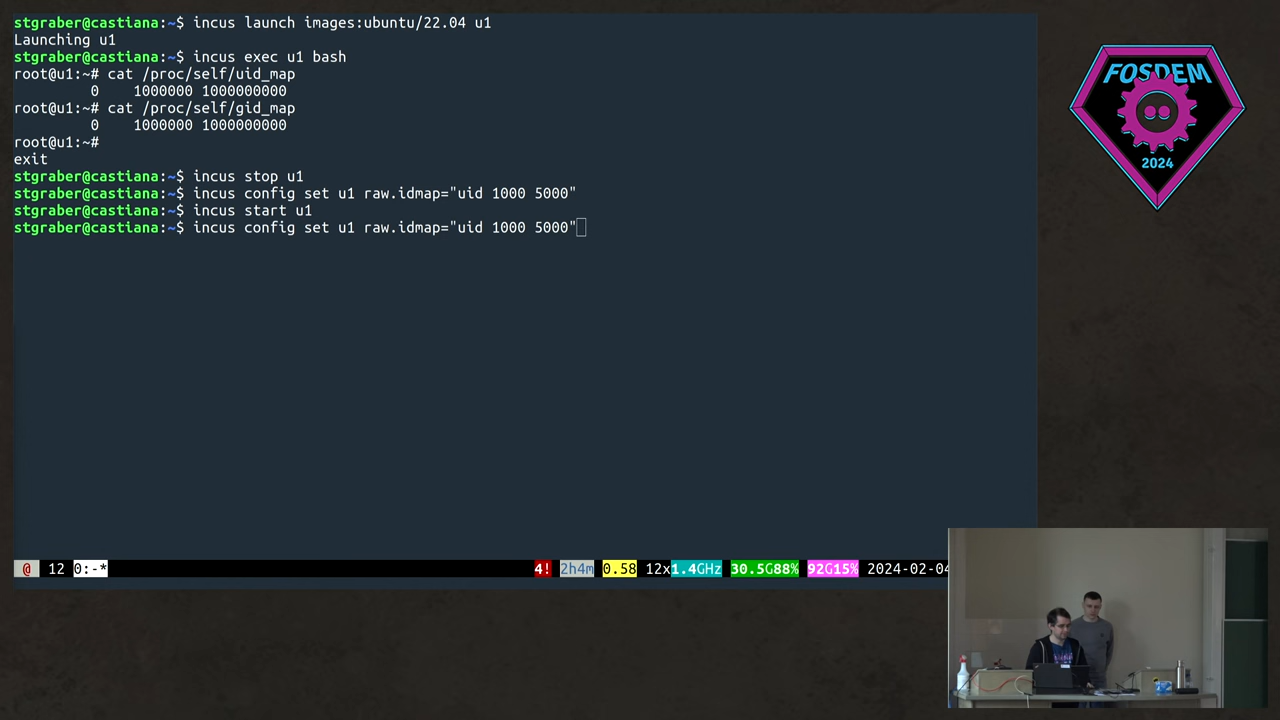 stgraber@castiana:~$ incus launch images:ubuntu/22.04 u1
Launching u1
stgraber@castiana:~$ incus exec u1 bash
root@u1:~# cat /proc/self/uid_map
0    1000000 1000000000
root@u1:~# cat /proc/self/gid_map
0    1000000 1000000000
root@u1:~#
exit
stgraber@castiana:~$ incus stop u1
stgraber@castiana:~$ incus config set u1 raw.idmap="uid 1000 5000"
stgraber@castiana:~$ incus start u1
stgraber@castiana:~$ incus config set u1 raw.idmap="uid 1000 5000"
@ 12 0:-* 4! 2h4m 0.58 12x1.4GHz 30.5G88% 92G15% 2024-02-04
FOSDEM
2024